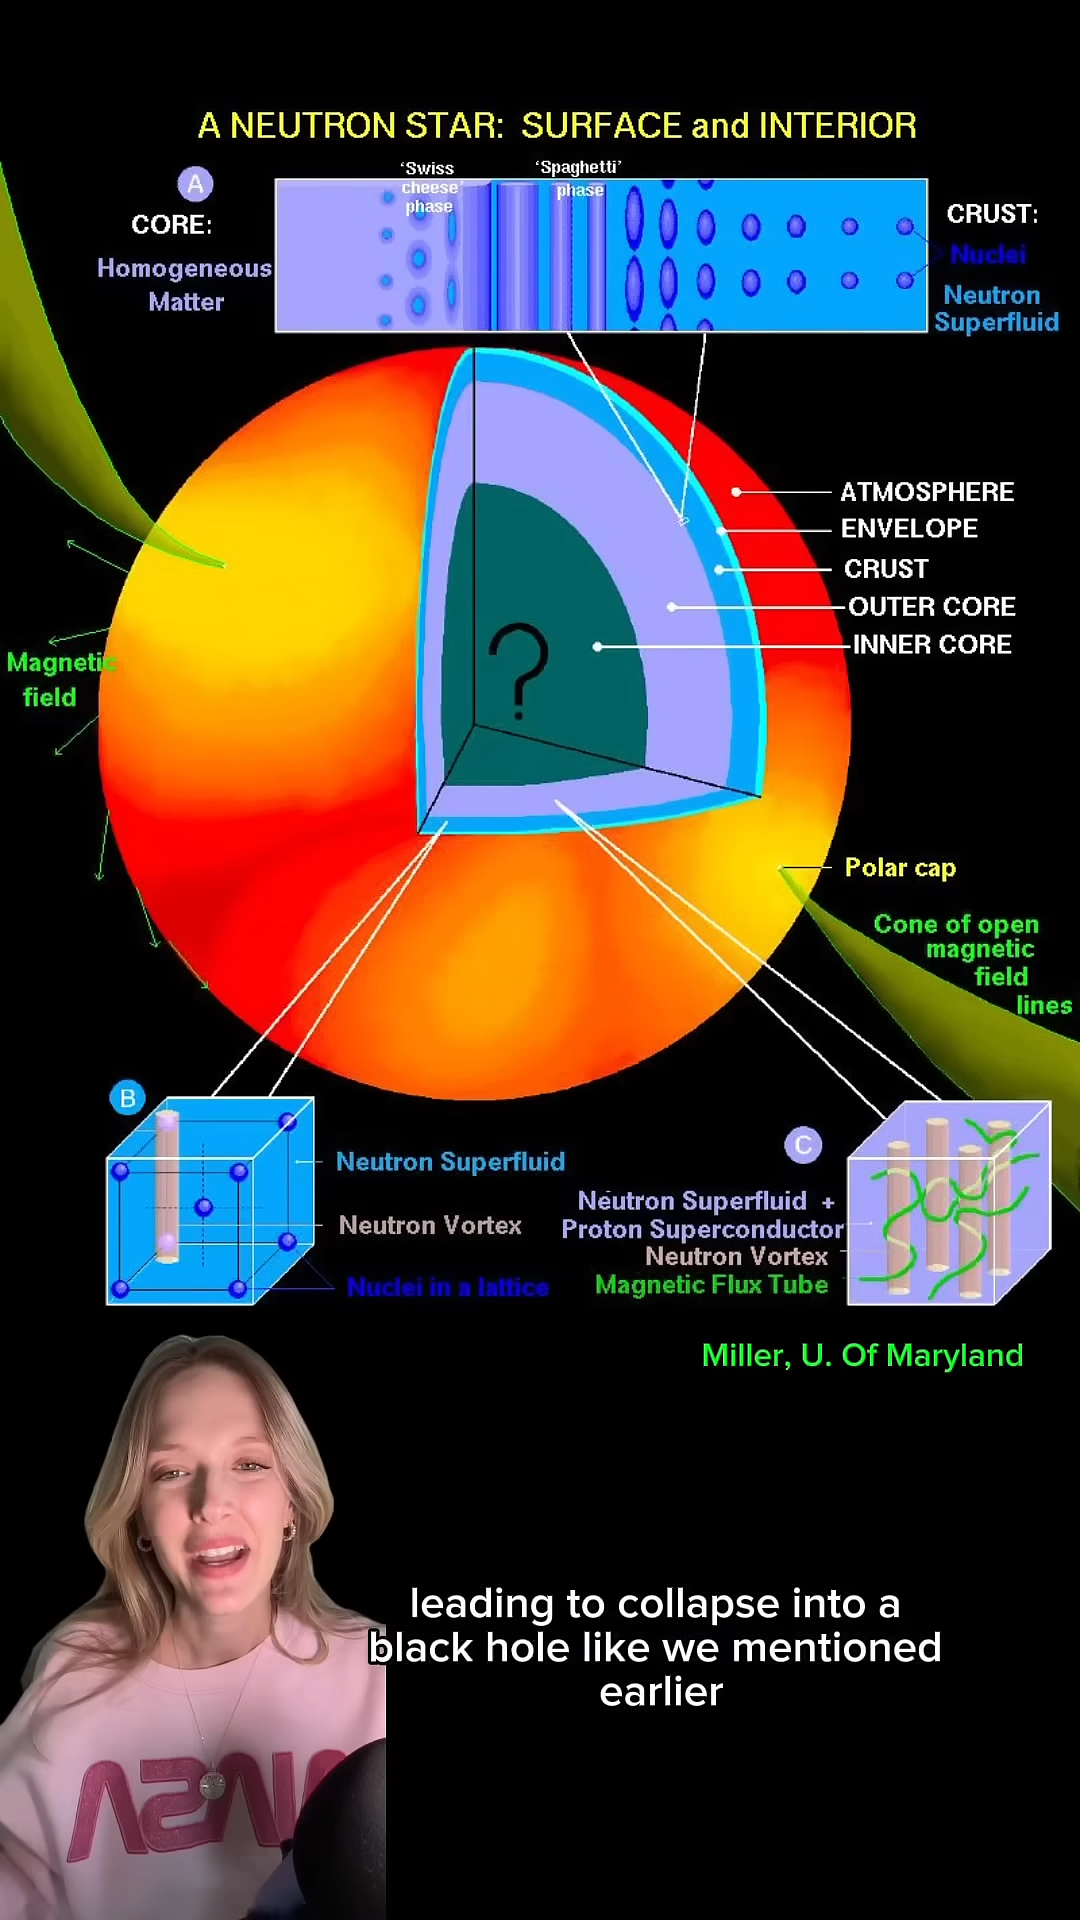 A NEUTRON STAR: SURFACE and INTERIOR
A
CORE:
Homogeneous
Matter
'Swiss
cheese'
phase
'Spaghetti'
phase
CRUST:
Nuclei
Neutron
Superfluid
ATMOSPHERE
ENVELOPE
CRUST
OUTER CORE
INNER CORE
?
Magnetic
field
Polar cap
Cone of open
magnetic
field
lines
B
Neutron Superfluid
Neutron Vortex
Nuclei in a lattice
C
Neutron Superfluid +
Proton Superconductor
Neutron Vortex
Magnetic Flux Tube
Miller, U. Of Maryland
leading to collapse into a
black hole like we mentioned
earlier
NASA